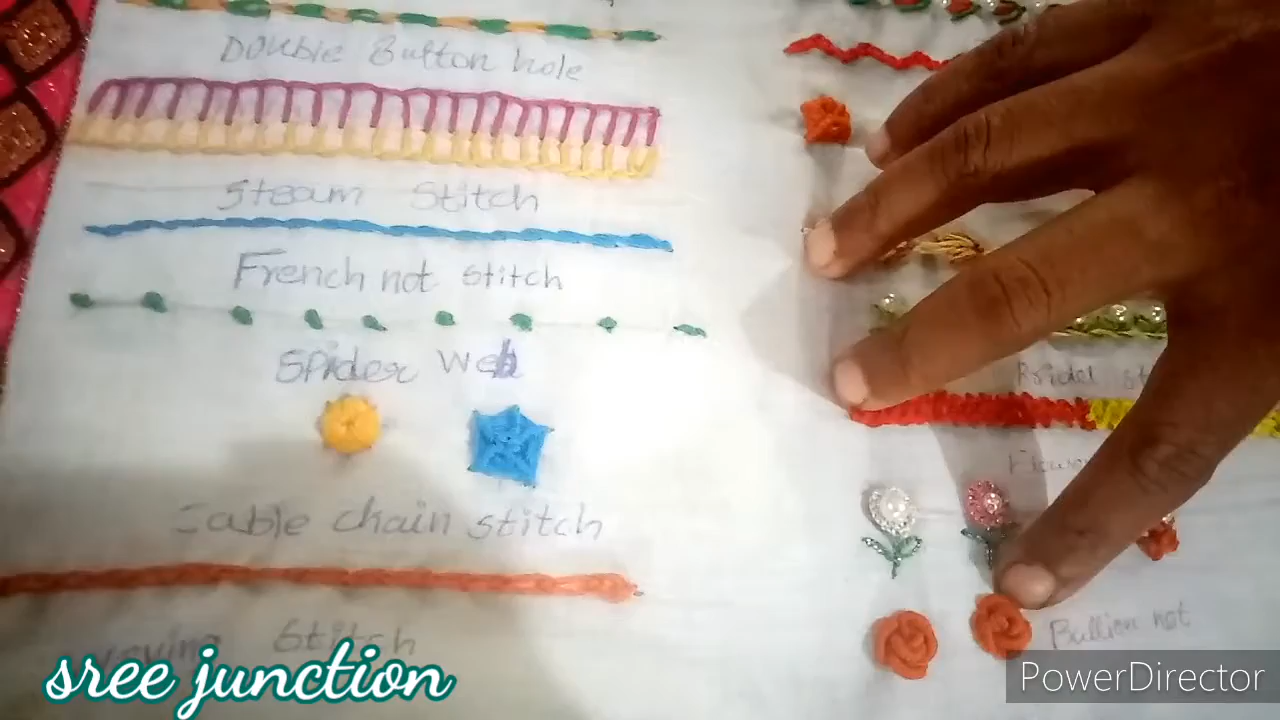 Double Button hole
Steam Stitch
French not stitch
Spider Web
Cable chain stitch
Stitch
Bullion not
sree junction
PowerDirector